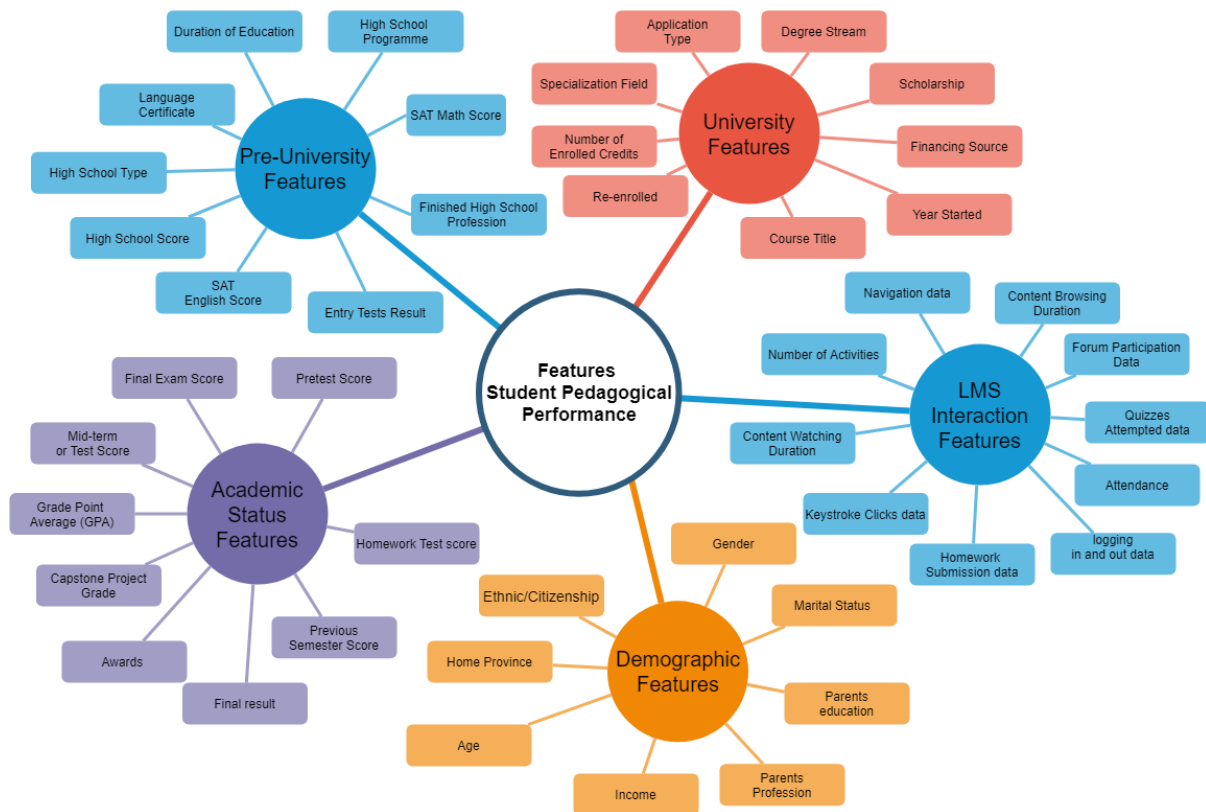 Features
Student Pedagogical
Performance
Pre-University
Features
Duration of Education
High School
Programme
Language
Certificate
SAT Math Score
High School Type
Finished High School
Profession
High School Score
SAT
English Score
Entry Tests Result
University
Features
Application
Type
Degree Stream
Specialization Field
Scholarship
Number of
Enrolled Credits
Financing Source
Re-enrolled
Year Started
Course Title
LMS
Interaction
Features
Navigation data
Content Browsing
Duration
Number of Activities
Forum Participation
Data
Content Watching
Duration
Quizzes
Attempted data
Attendance
Keystroke Clicks data
Homework
Submission data
logging
in and out data
Academic
Status
Features
Final Exam Score
Pretest Score
Mid-term
or Test Score
Grade Point
Average (GPA)
Homework Test score
Capstone Project
Grade
Previous
Semester Score
Awards
Final result
Demographic
Features
Gender
Ethnic/Citizenship
Marital Status
Home Province
Parents
education
Age
Income
Parents
Profession